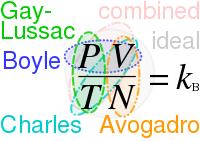 Gay-
Lussac
combined
ideal
Boyle
P V
T N
= k_B
Charles
Avogadro